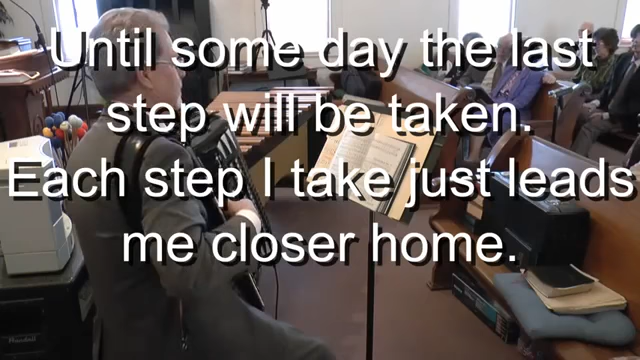 Until some day the last
step will be taken.
Each step I take just leads
me closer home.